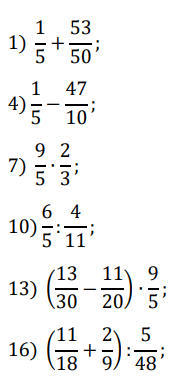 1) 1/5 + 53/50;
4) 1/5 − 47/10;
7) 9/5 · 2/3;
10) 6/5 : 4/11;
13) (13/30 − 11/20) · 9/5;
16) (11/18 + 2/9) : 5/48;